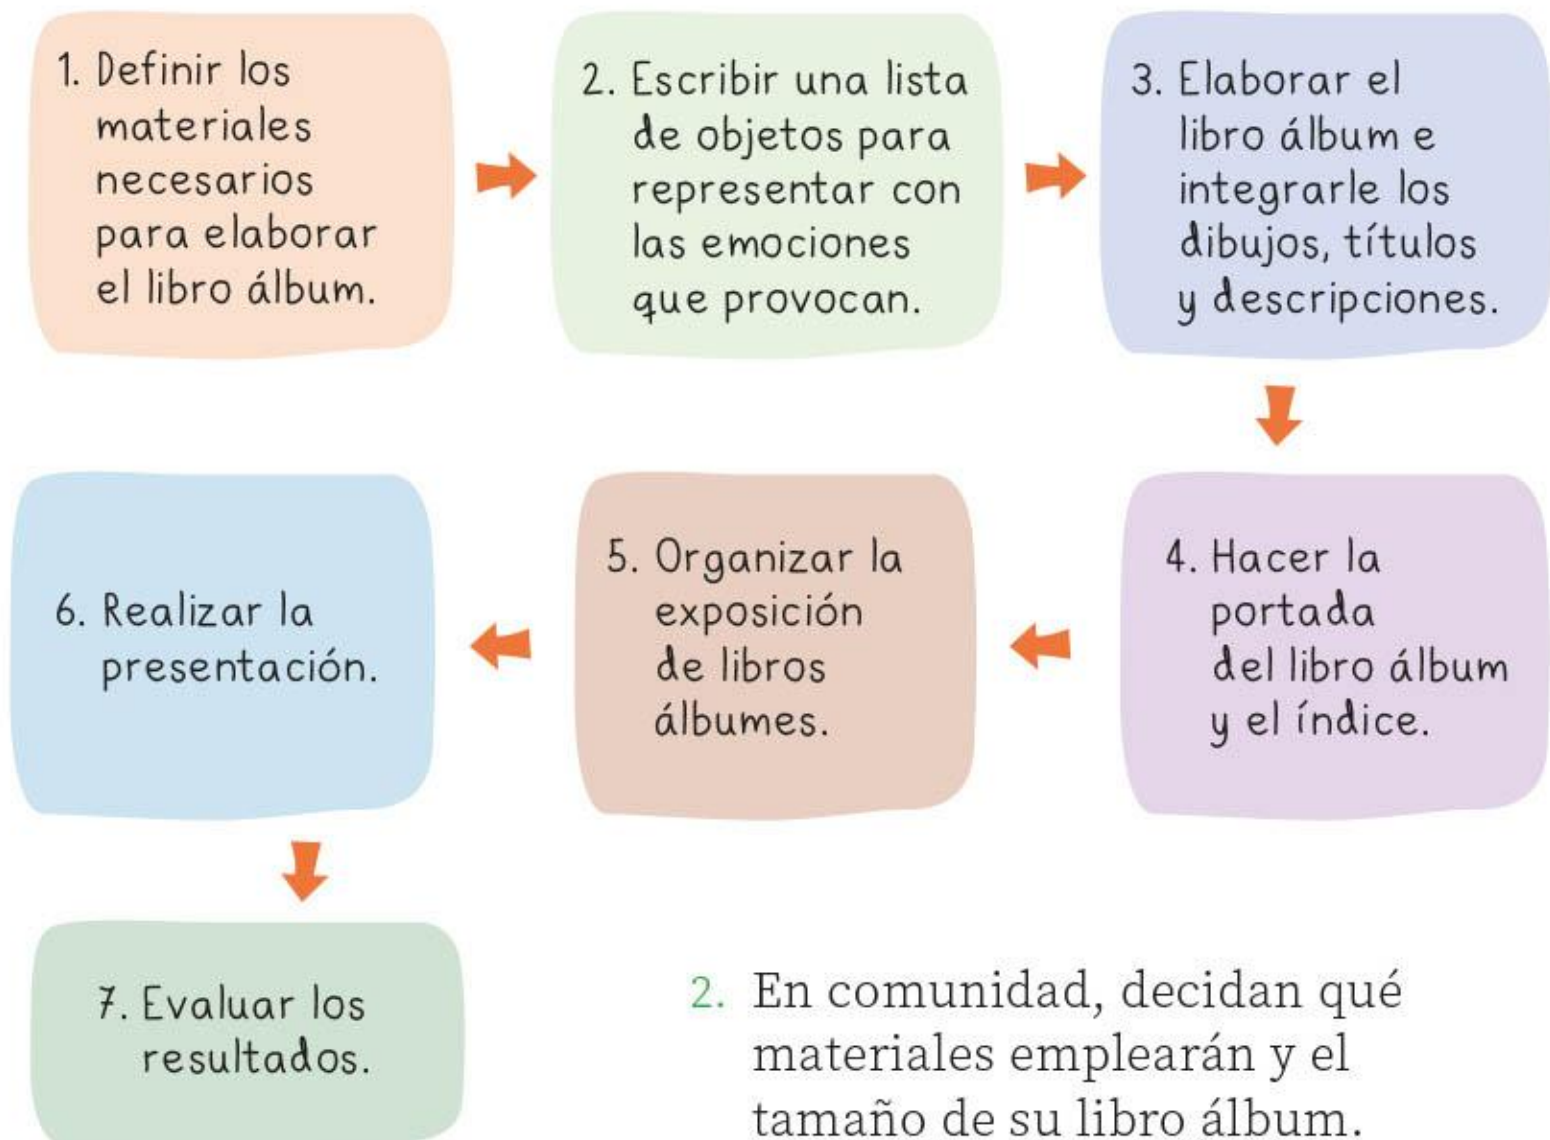 1. Definir los
materiales
necesarios
para elaborar
el libro álbum.
2. Escribir una lista
de objetos para
representar con
las emociones
que provocan.
3. Elaborar el
libro álbum e
integrarle los
dibujos, títulos
y descripciones.
4. Hacer la
portada
del libro álbum
y el índice.
5. Organizar la
exposición
de libros
álbumes.
6. Realizar la
presentación.
7. Evaluar los
resultados.
2. En comunidad, decidan qué
materiales emplearán y el
tamaño de su libro álbum.